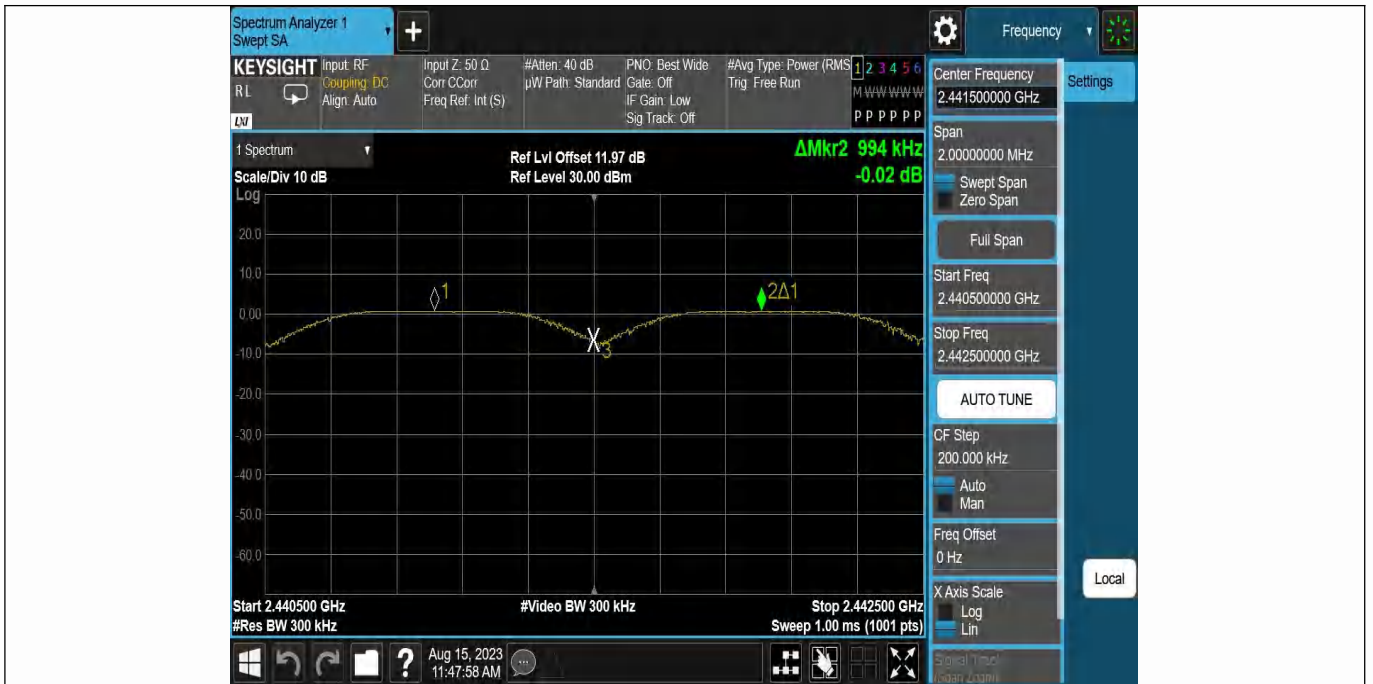 Spectrum Analyzer 1
Swept SA
+
Frequency
KEYSIGHT
RL
LXI
Input: RF
Coupling: DC
Align: Auto
Input Z: 50 Ω
Corr CCorr
Freq Ref: Int (S)
#Atten: 40 dB
µW Path: Standard
PNO: Best Wide
Gate: Off
IF Gain: Low
Sig Track: Off
#Avg Type: Power (RMS
Trig: Free Run
1 2 3 4 5 6
M W W W W W
P P P P P P
1 Spectrum
Scale/Div 10 dB
Log
Ref Lvl Offset 11.97 dB
Ref Level 30.00 dBm
ΔMkr2 994 kHz
-0.02 dB
20.0
10.0
0.00
-10.0
-20.0
-30.0
-40.0
-50.0
-60.0
1
2Δ1
3
Start 2.440500 GHz
#Res BW 300 kHz
#Video BW 300 kHz
Stop 2.442500 GHz
Sweep 1.00 ms (1001 pts)
Center Frequency
2.441500000 GHz
Settings
Span
2.00000000 MHz
Swept Span
Zero Span
Full Span
Start Freq
2.440500000 GHz
Stop Freq
2.442500000 GHz
AUTO TUNE
CF Step
200.000 kHz
Auto
Man
Freq Offset
0 Hz
X Axis Scale
Log
Lin
Signal Track
(Span Zoom)
Local
?
Aug 15, 2023
11:47:58 AM